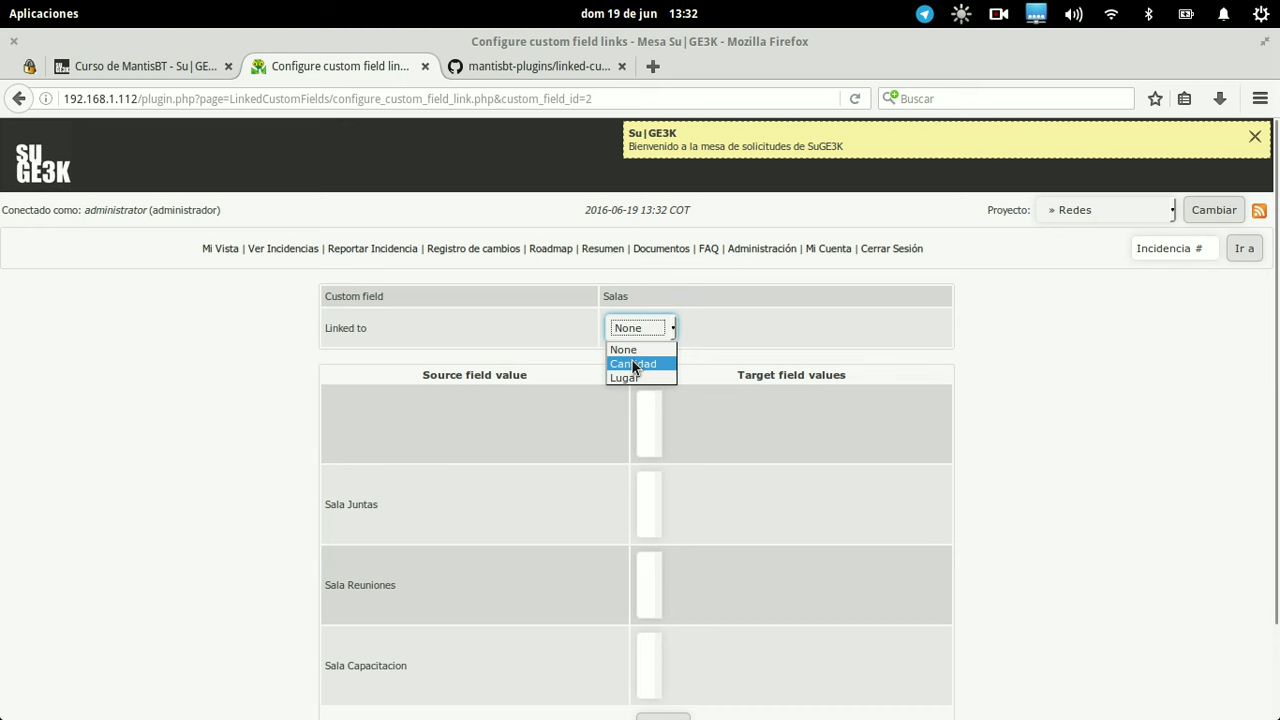 Aplicaciones
dom 19 de jun 13:32
Configure custom field links - Mesa Su|GE3K - Mozilla Firefox
Curso de MantisBT - Su|GE...
Configure custom field lin...
mantisbt-plugins/linked-cu...
192.168.1.112/plugin.php?page=LinkedCustomFields/configure_custom_field_link.php&custom_field_id=2
Buscar
SU
GE3K
Su|GE3K
Bienvenido a la mesa de solicitudes de SuGE3K
Conectado como: administrator (administrador)
2016-06-19 13:32 COT
Proyecto: » Redes Cambiar
Mi Vista | Ver Incidencias | Reportar Incidencia | Registro de cambios | Roadmap | Resumen | Documentos | FAQ | Administración | Mi Cuenta | Cerrar Sesión
Incidencia # Ir a
Custom field Salas
Linked to None
None
Cantidad
Lugar
Source field value Target field values
Sala Juntas
Sala Reuniones
Sala Capacitacion